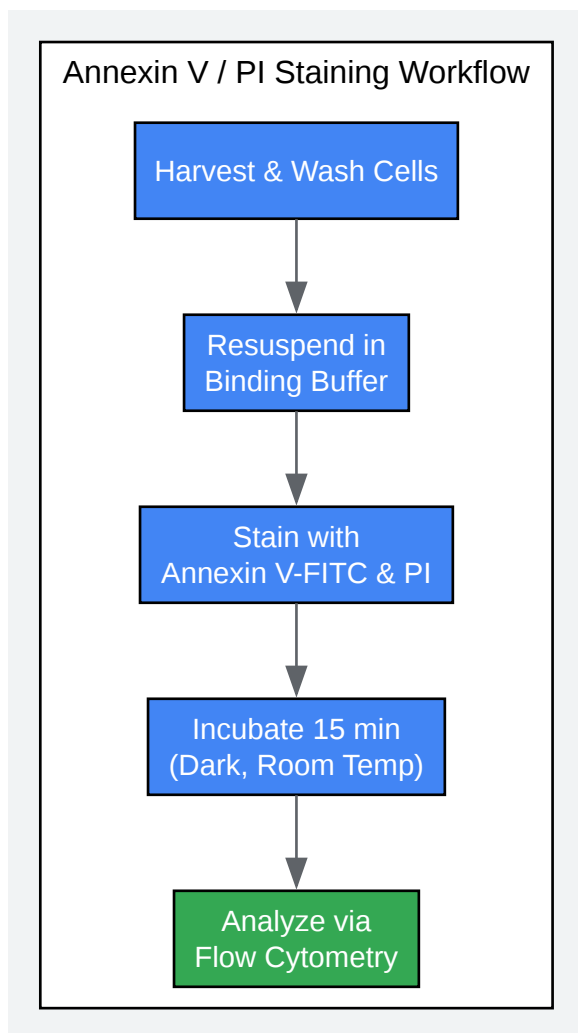 Annexin V / PI Staining Workflow
Harvest & Wash Cells
Resuspend in
Binding Buffer
Stain with
Annexin V-FITC & PI
Incubate 15 min
(Dark, Room Temp)
Analyze via
Flow Cytometry